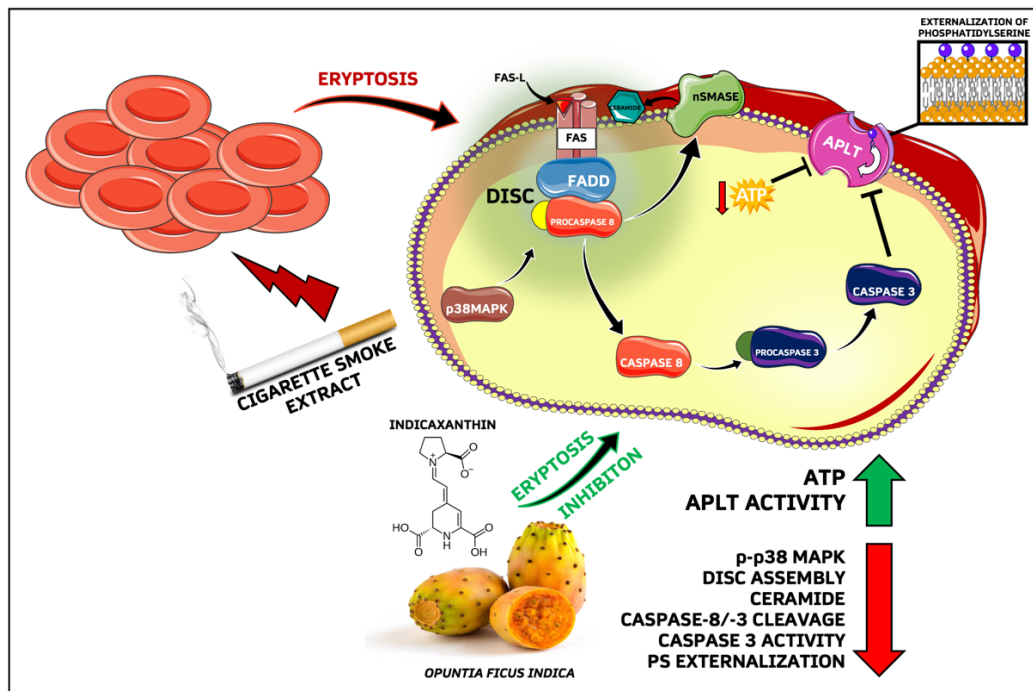 EXTERNALIZATION OF
PHOSPHATIDYLSERINE
ERYPTOSIS
FAS-L
CERAMIDE
nSMASE
FAS
APLT
FADD
DISC
ATP
PROCASPASE 8
p38MAPK
CASPASE 3
CASPASE 8
PROCASPASE 3
CIGARETTE SMOKE
EXTRACT
INDICAXANTHIN
O
N
+
O⁻
HO
O
N
H
O
OH
ERYPTOSIS
INHIBITON
ATP
APLT ACTIVITY
p-p38 MAPK
DISC ASSEMBLY
CERAMIDE
CASPASE-8/-3 CLEAVAGE
CASPASE 3 ACTIVITY
PS EXTERNALIZATION
OPUNTIA FICUS INDICA